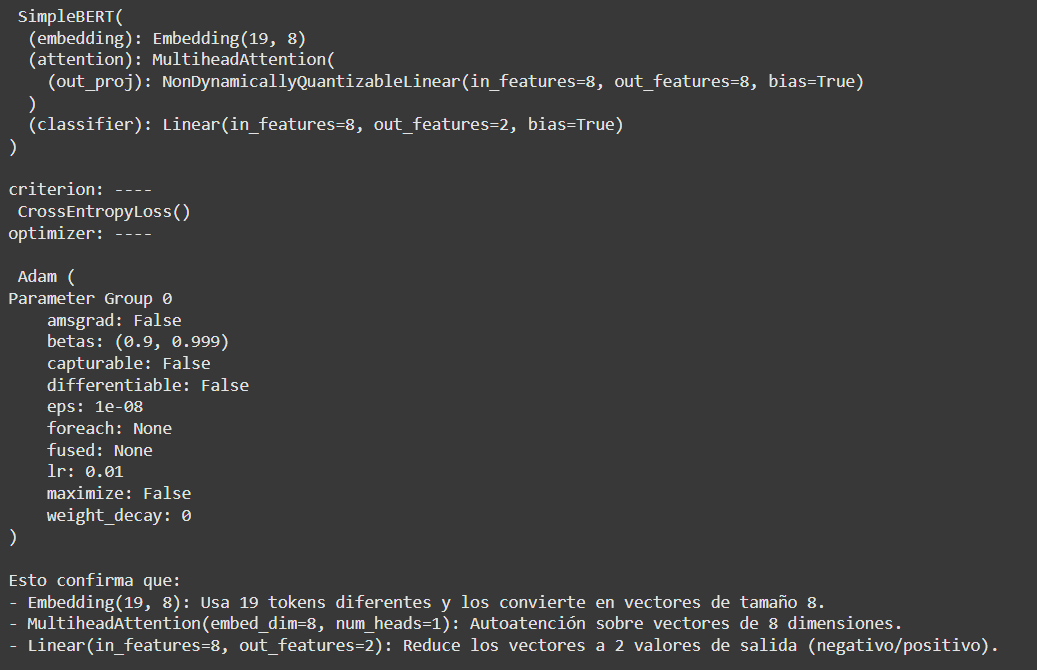 SimpleBERT(
(embedding): Embedding(19, 8)
(attention): MultiheadAttention(
(out_proj): NonDynamicallyQuantizableLinear(in_features=8, out_features=8, bias=True)
)
(classifier): Linear(in_features=8, out_features=2, bias=True)
)
criterion: ----
CrossEntropyLoss()
optimizer: ----
Adam (
Parameter Group 0
amsgrad: False
betas: (0.9, 0.999)
capturable: False
differentiable: False
eps: 1e-08
foreach: None
fused: None
lr: 0.01
maximize: False
weight_decay: 0
)
Esto confirma que:
- Embedding(19, 8): Usa 19 tokens diferentes y los convierte en vectores de tamaño 8.
- MultiheadAttention(embed_dim=8, num_heads=1): Autoatención sobre vectores de 8 dimensiones.
- Linear(in_features=8, out_features=2): Reduce los vectores a 2 valores de salida (negativo/positivo).